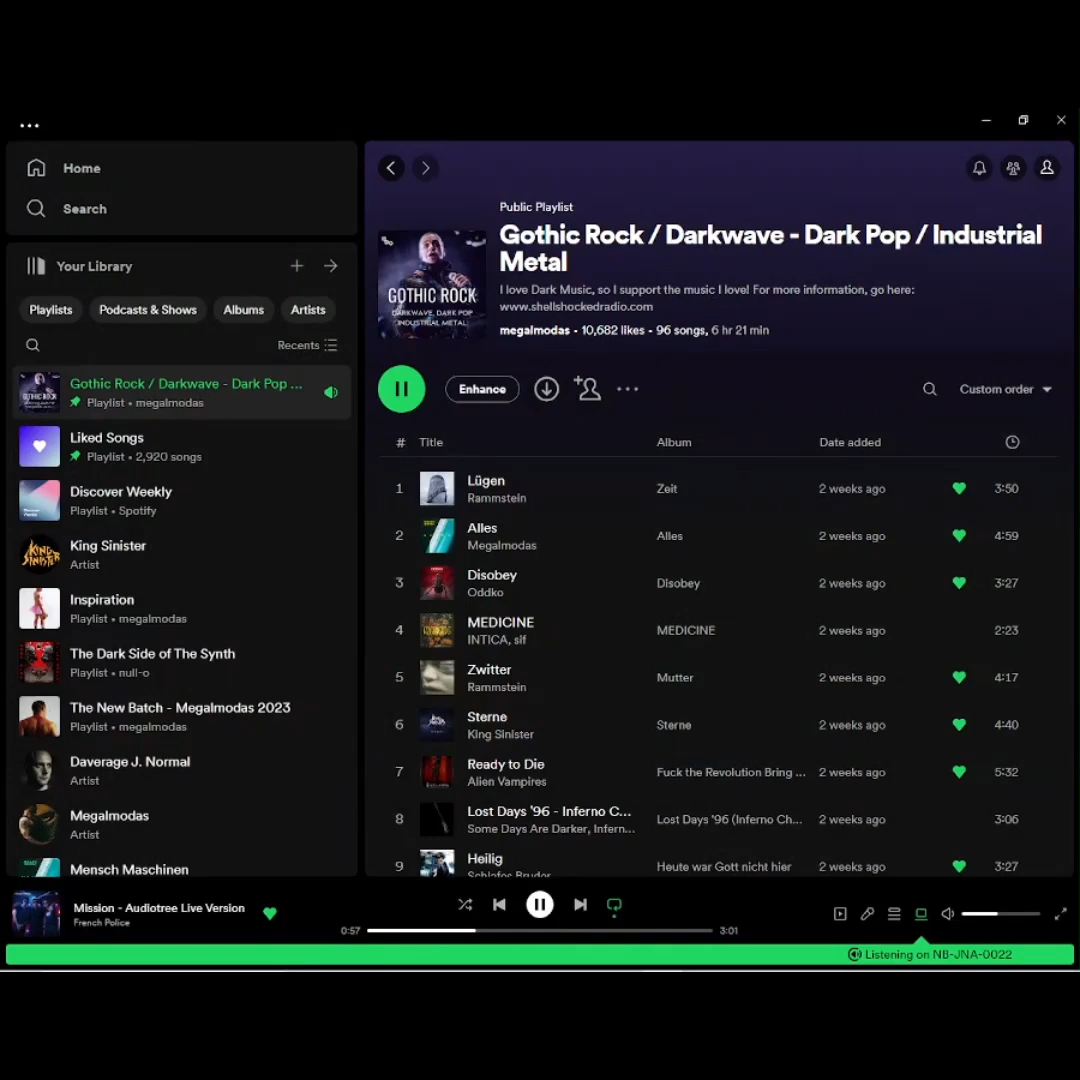 Home
Search
Your Library
Playlists
Podcasts & Shows
Albums
Artists
Recents
Gothic Rock / Darkwave - Dark Pop ...
Playlist • megalmodas
Liked Songs
Playlist • 2,920 songs
Discover Weekly
Playlist • Spotify
King Sinister
Artist
Inspiration
Playlist • megalmodas
The Dark Side of The Synth
Playlist • null-o
The New Batch - Megalmodas 2023
Playlist • megalmodas
Daverage J. Normal
Artist
Megalmodas
Artist
Mensch Maschinen
Public Playlist
Gothic Rock / Darkwave - Dark Pop / Industrial
Metal
I love Dark Music, so I support the music I love! For more information, go here:
www.shellshockedradio.com
megalmodas • 10,682 likes • 96 songs, 6 hr 21 min
GOTHIC ROCK
DARKWAVE, DARK POP
INDUSTRIAL METAL
Enhance
Custom order
# Title Album Date added
1 Lügen Zeit 2 weeks ago 3:50
Rammstein
2 Alles Alles 2 weeks ago 4:59
Megalmodas
3 Disobey Disobey 2 weeks ago 3:27
Oddko
4 MEDICINE MEDICINE 2 weeks ago 2:23
INTICA, sif
5 Zwitter Mutter 2 weeks ago 4:17
Rammstein
6 Sterne Sterne 2 weeks ago 4:40
King Sinister
7 Ready to Die Fuck the Revolution Bring ... 2 weeks ago 5:32
Alien Vampires
8 Lost Days '96 - Inferno C... Lost Days '96 (Inferno Ch... 2 weeks ago 3:06
Some Days Are Darker, Infern...
9 Heilig Heute war Gott nicht hier 2 weeks ago 3:27
Schlafes Bruder
Mission - Audiotree Live Version
French Police
0:57
3:01
Listening on NB-JNA-0022